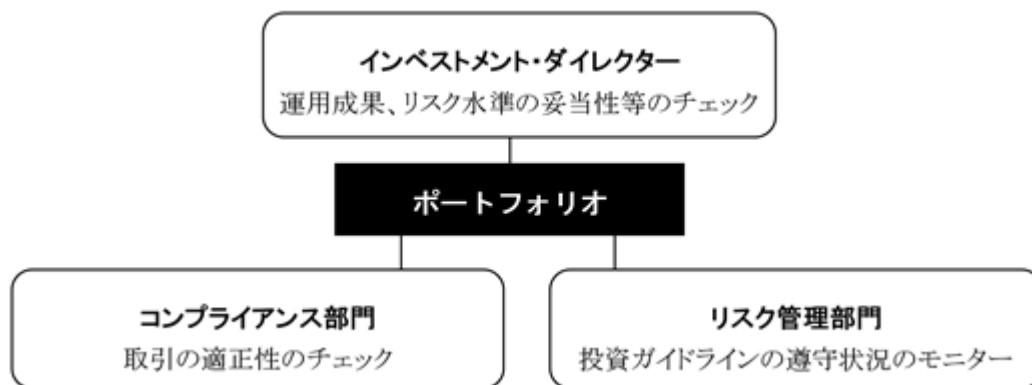 インベストメント・ダイレクター
運用成果、リスク水準の妥当性等のチェック
ポートフォリオ
コンプライアンス部門
取引の適正性のチェック
リスク管理部門
投資ガイドラインの遵守状況のモニター